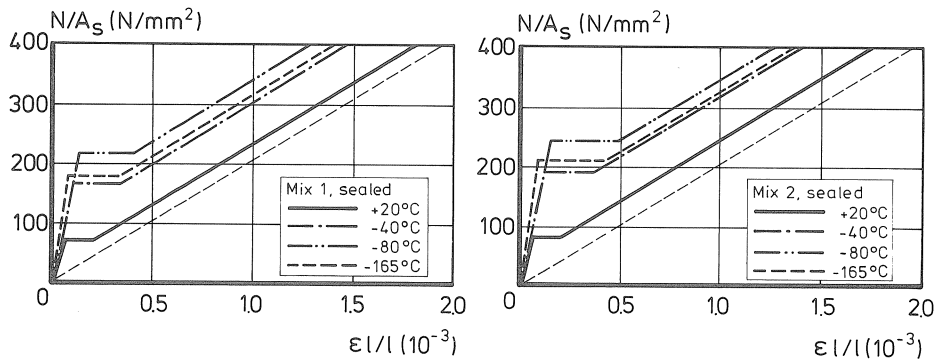 N/AS (N/mm²)
400
300
200
100
0
0.5
1.0
1.5
2.0
εl/l (10⁻³)
Mix 1, sealed
+20°C
-40°C
-80°C
-165°C
N/AS (N/mm²)
400
300
200
100
0
0.5
1.0
1.5
2.0
εl/l (10⁻³)
Mix 2, sealed
+20°C
-40°C
-80°C
-165°C